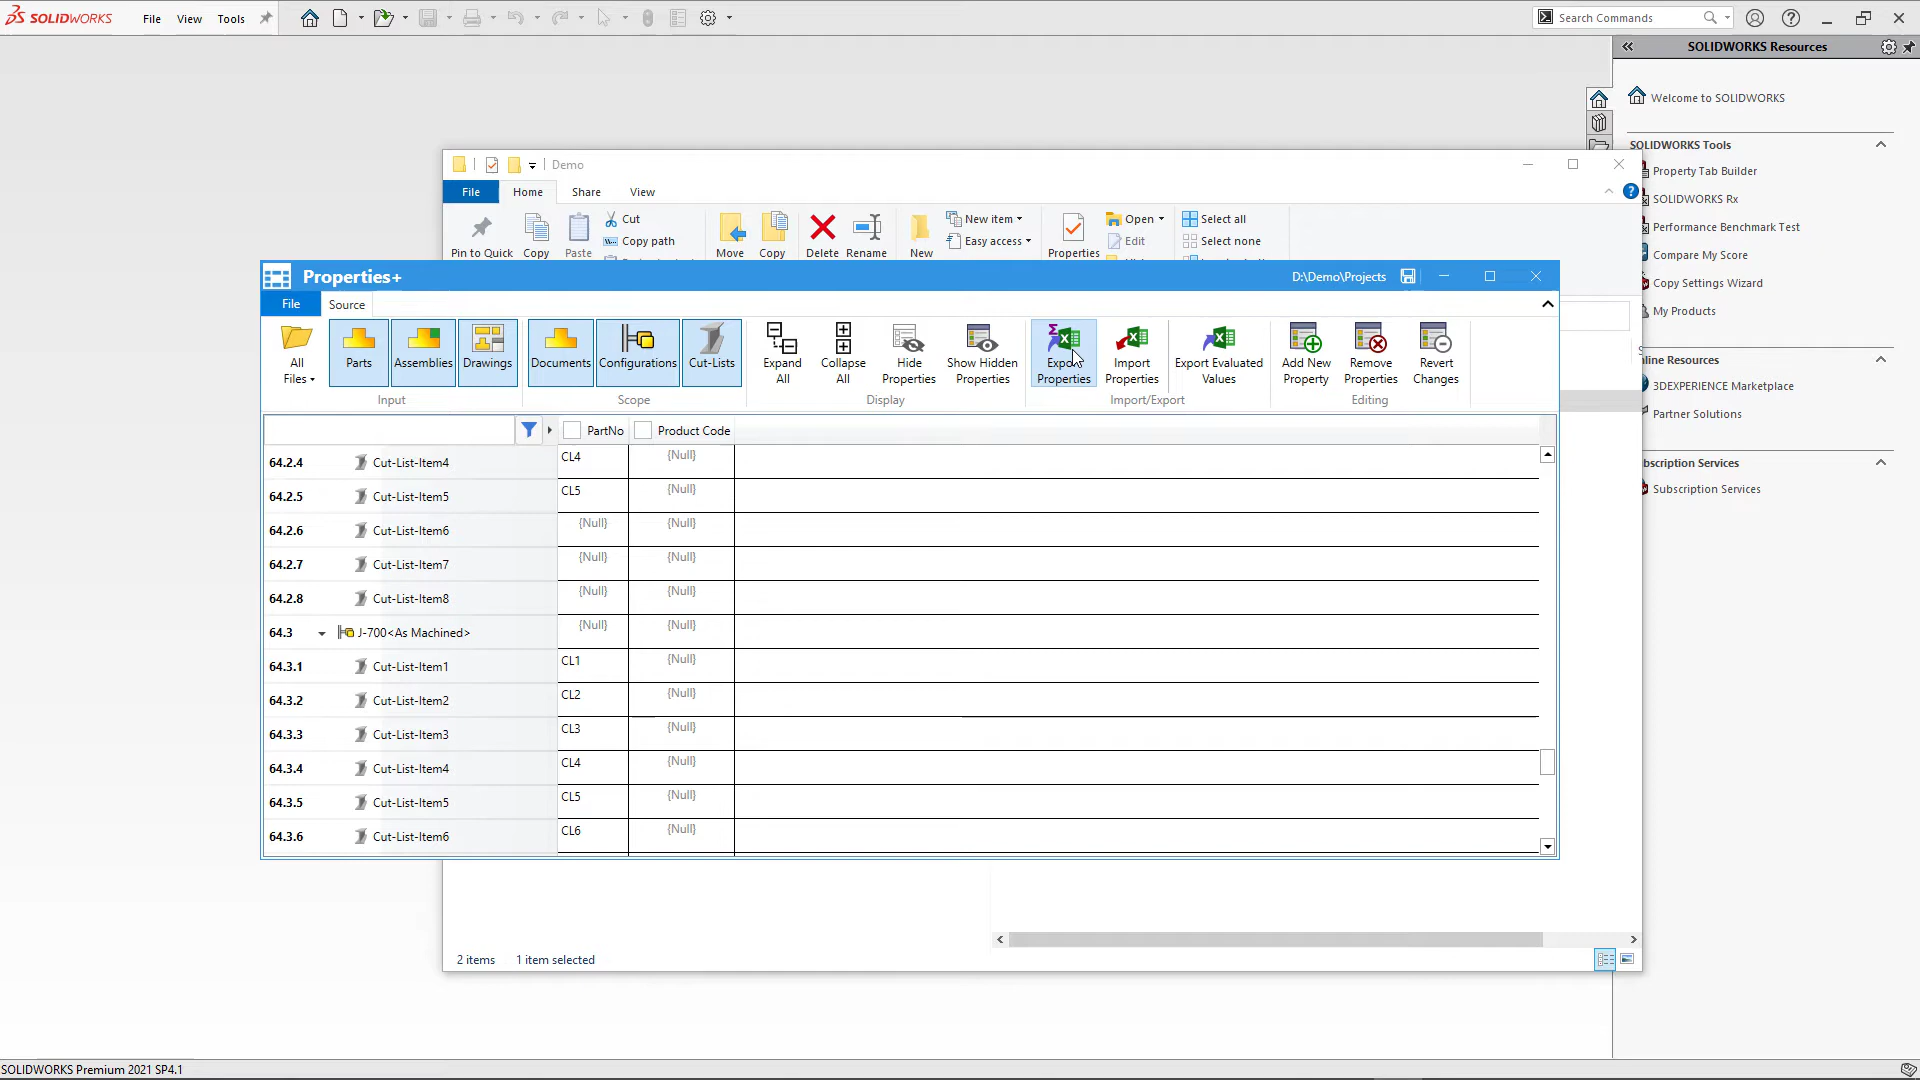 SOLIDWORKS File View Tools Search Commands
SOLIDWORKS Resources
Welcome to SOLIDWORKS
SOLIDWORKS Tools
Property Tab Builder
SOLIDWORKS Rx
Performance Benchmark Test
Compare My Score
Copy Settings Wizard
My Products
nline Resources
3DEXPERIENCE Marketplace
Partner Solutions
bscription Services
Subscription Services
Demo
File Home Share View
Pin to Quick Copy Paste
Cut
Copy path
Move Copy Delete Rename New
New item
Easy access
Properties
Open
Edit
Select all
Select none
Properties+ D:\Demo\Projects
File Source
All Files
Parts
Assemblies
Drawings
Input
Documents
Configurations
Cut-Lists
Scope
Expand All
Collapse All
Hide Properties
Show Hidden Properties
Display
Export Properties
Import Properties
Export Evaluated Values
Import/Export
Add New Property
Remove Properties
Revert Changes
Editing
PartNo Product Code
64.2.4 Cut-List-Item4 CL4 {Null}
64.2.5 Cut-List-Item5 CL5 {Null}
64.2.6 Cut-List-Item6 {Null} {Null}
64.2.7 Cut-List-Item7 {Null} {Null}
64.2.8 Cut-List-Item8 {Null} {Null}
64.3 J-700<As Machined> {Null} {Null}
64.3.1 Cut-List-Item1 CL1 {Null}
64.3.2 Cut-List-Item2 CL2 {Null}
64.3.3 Cut-List-Item3 CL3 {Null}
64.3.4 Cut-List-Item4 CL4 {Null}
64.3.5 Cut-List-Item5 CL5 {Null}
64.3.6 Cut-List-Item6 CL6 {Null}
2 items 1 item selected
SOLIDWORKS Premium 2021 SP4.1